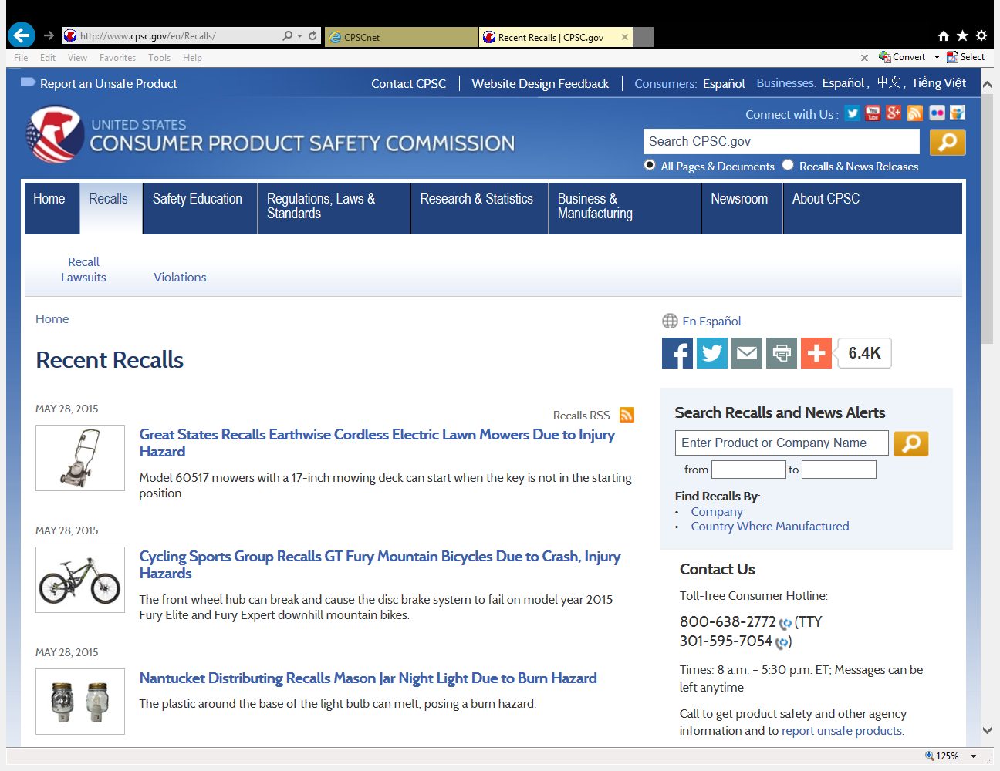 http://www.cpsc.gov/en/Recalls/
CPSCnet
Recent Recalls | CPSC.gov
File Edit View Favorites Tools Help
Convert
Select
Report an Unsafe Product
Contact CPSC
Website Design Feedback
Consumers: Español
Businesses: Español , 中文 , Tiếng Việt
Connect with Us :
UNITED STATES
CONSUMER PRODUCT SAFETY COMMISSION
Search CPSC.gov
All Pages & Documents
Recalls & News Releases
Home
Recalls
Safety Education
Regulations, Laws &
Standards
Research & Statistics
Business &
Manufacturing
Newsroom
About CPSC
Recall
Lawsuits
Violations
Home
En Español
6.4K
Recent Recalls
MAY 28, 2015
Recalls RSS
Great States Recalls Earthwise Cordless Electric Lawn Mowers Due to Injury
Hazard
Model 60517 mowers with a 17-inch mowing deck can start when the key is not in the starting
position.
MAY 28, 2015
Cycling Sports Group Recalls GT Fury Mountain Bicycles Due to Crash, Injury
Hazards
The front wheel hub can break and cause the disc brake system to fail on model year 2015
Fury Elite and Fury Expert downhill mountain bikes.
MAY 28, 2015
Nantucket Distributing Recalls Mason Jar Night Light Due to Burn Hazard
The plastic around the base of the light bulb can melt, posing a burn hazard.
Search Recalls and News Alerts
Enter Product or Company Name
from to
Find Recalls By:
• Company
• Country Where Manufactured
Contact Us
Toll-free Consumer Hotline:
800-638-2772 (TTY
301-595-7054 )
Times: 8 a.m. – 5:30 p.m. ET; Messages can be
left anytime
Call to get product safety and other agency
information and to report unsafe products.
125%